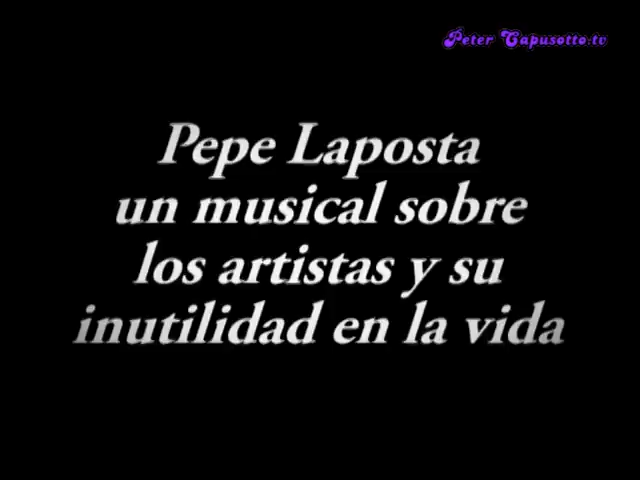 Peter Capusotto.tv
Pepe Laposta
un musical sobre
los artistas y su
inutilidad en la vida